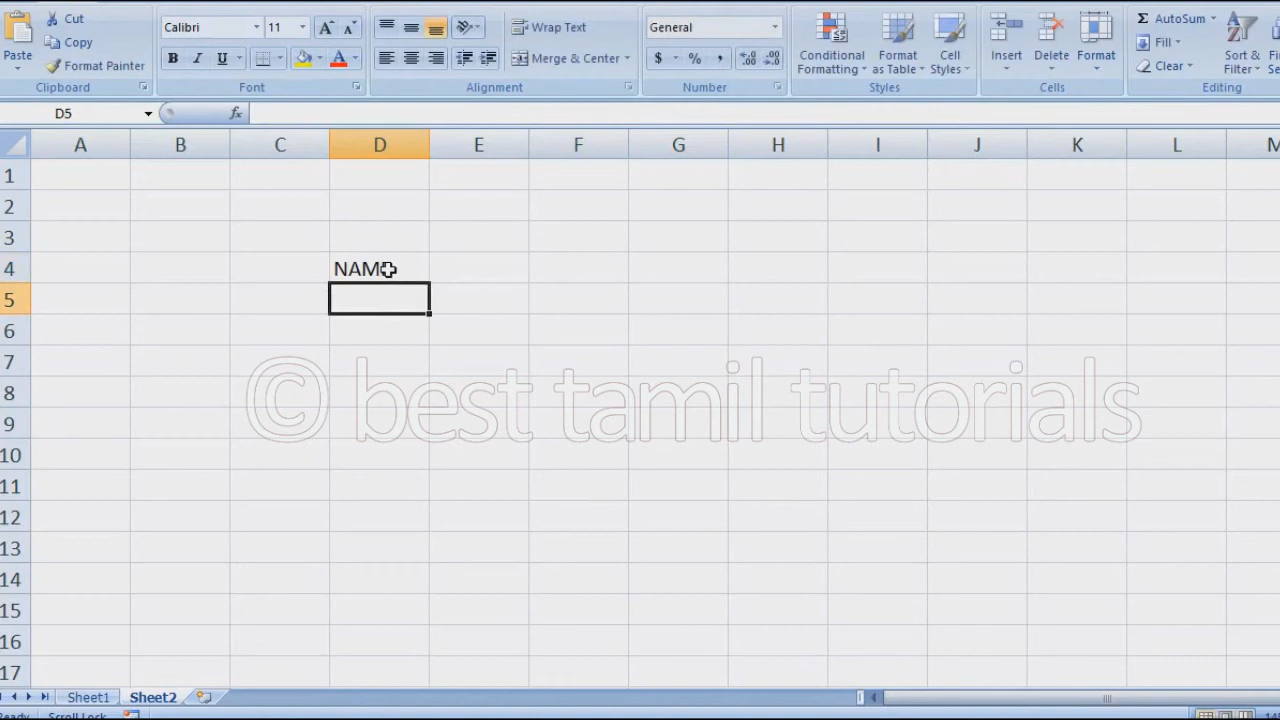 Cut
Calibri 11
Wrap Text
General
AutoSum
Copy
Paste
Format Painter
B I U
Merge & Center
$ % ,
Conditional Formatting
Format as Table
Cell Styles
Insert
Delete
Format
Fill
Clear
Sort & Filter
Clipboard
Font
Alignment
Number
Styles
Cells
Editing
D5
fx
A B C D E F G H I J K L M
1
2
3
4 NAM
5
6
7
8
© best tamil tutorials
9
10
11
12
13
14
15
16
17
Sheet1 Sheet2
Ready Scroll Lock